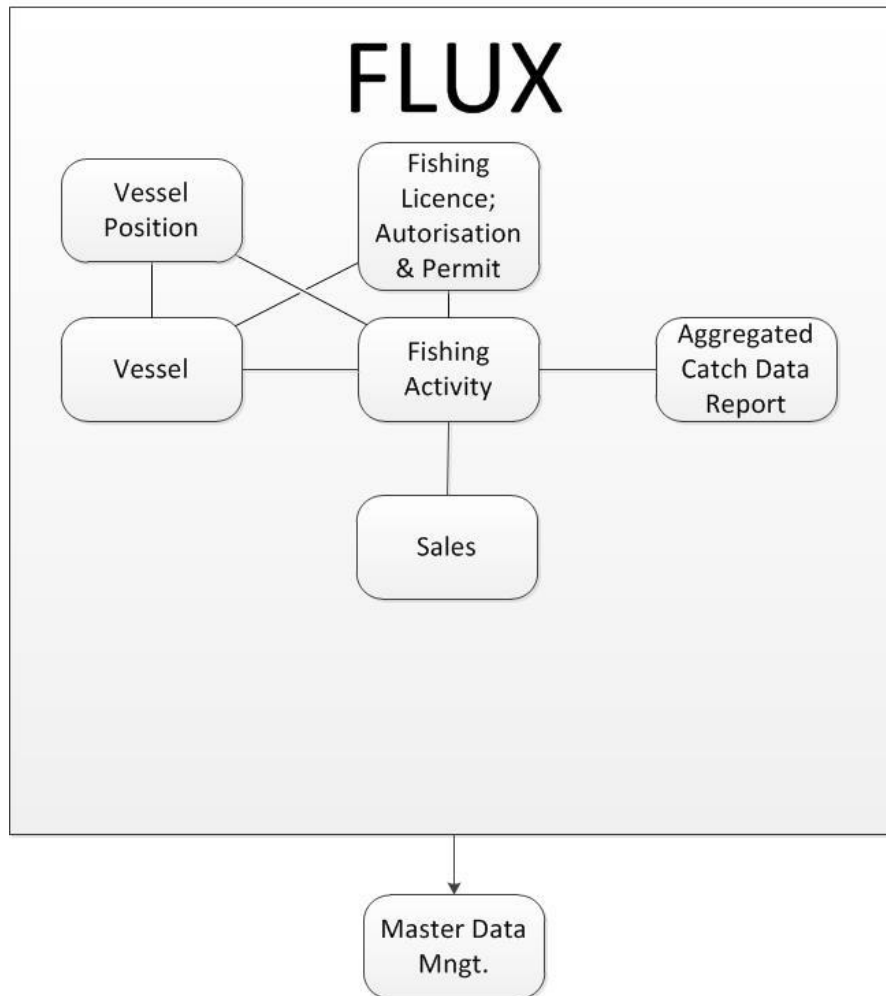 FLUX
Vessel
Position
Fishing
Licence;
Autorisation
& Permit
Vessel
Fishing
Activity
Aggregated
Catch Data
Report
Sales
Master Data
Mngt.